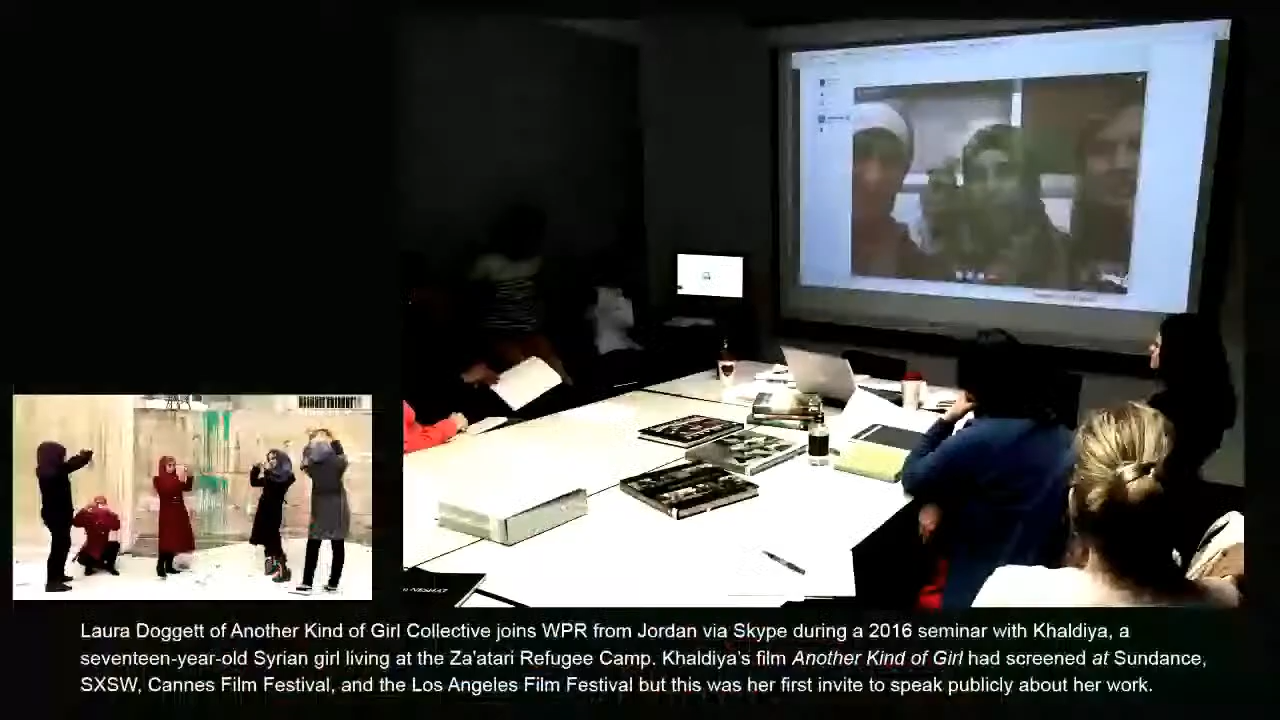 Laura Doggett of Another Kind of Girl Collective joins WPR from Jordan via Skype during a 2016 seminar with Khaldiya, a
seventeen-year-old Syrian girl living at the Za'atari Refugee Camp. Khaldiya's film Another Kind of Girl had screened at Sundance,
SXSW, Cannes Film Festival, and the Los Angeles Film Festival but this was her first invite to speak publicly about her work.